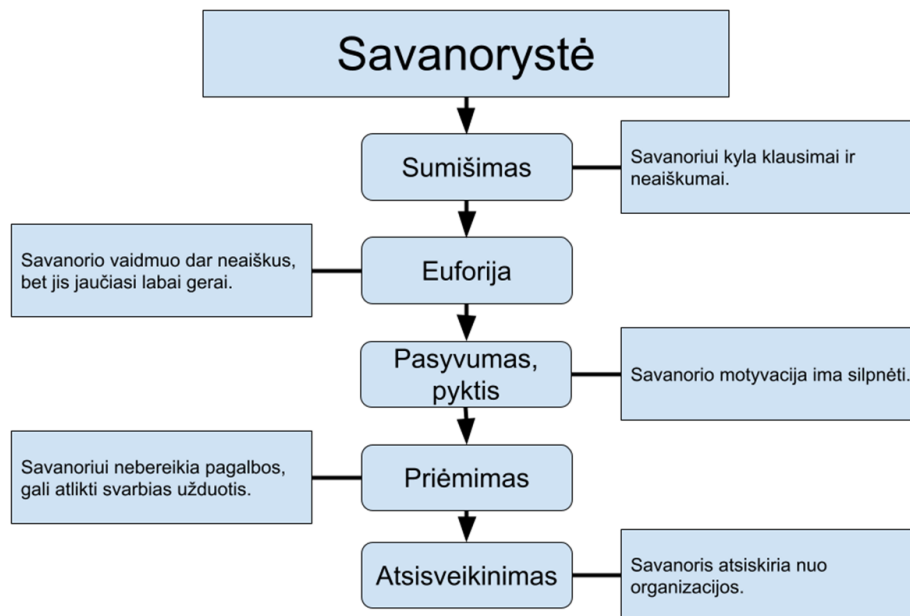 Savanorystė
Sumišimas
Savanoriui kyla klausimai ir
neaiškumai.
Savanorio vaidmuo dar neaiškus,
bet jis jaučiasi labai gerai.
Euforija
Pasyvumas,
pyktis
Savanorio motyvacija ima silpnėti.
Savanoriui nebereikia pagalbos,
gali atlikti svarbias užduotis.
Priėmimas
Atsisveikinimas
Savanoris atsiskiria nuo
organizacijos.